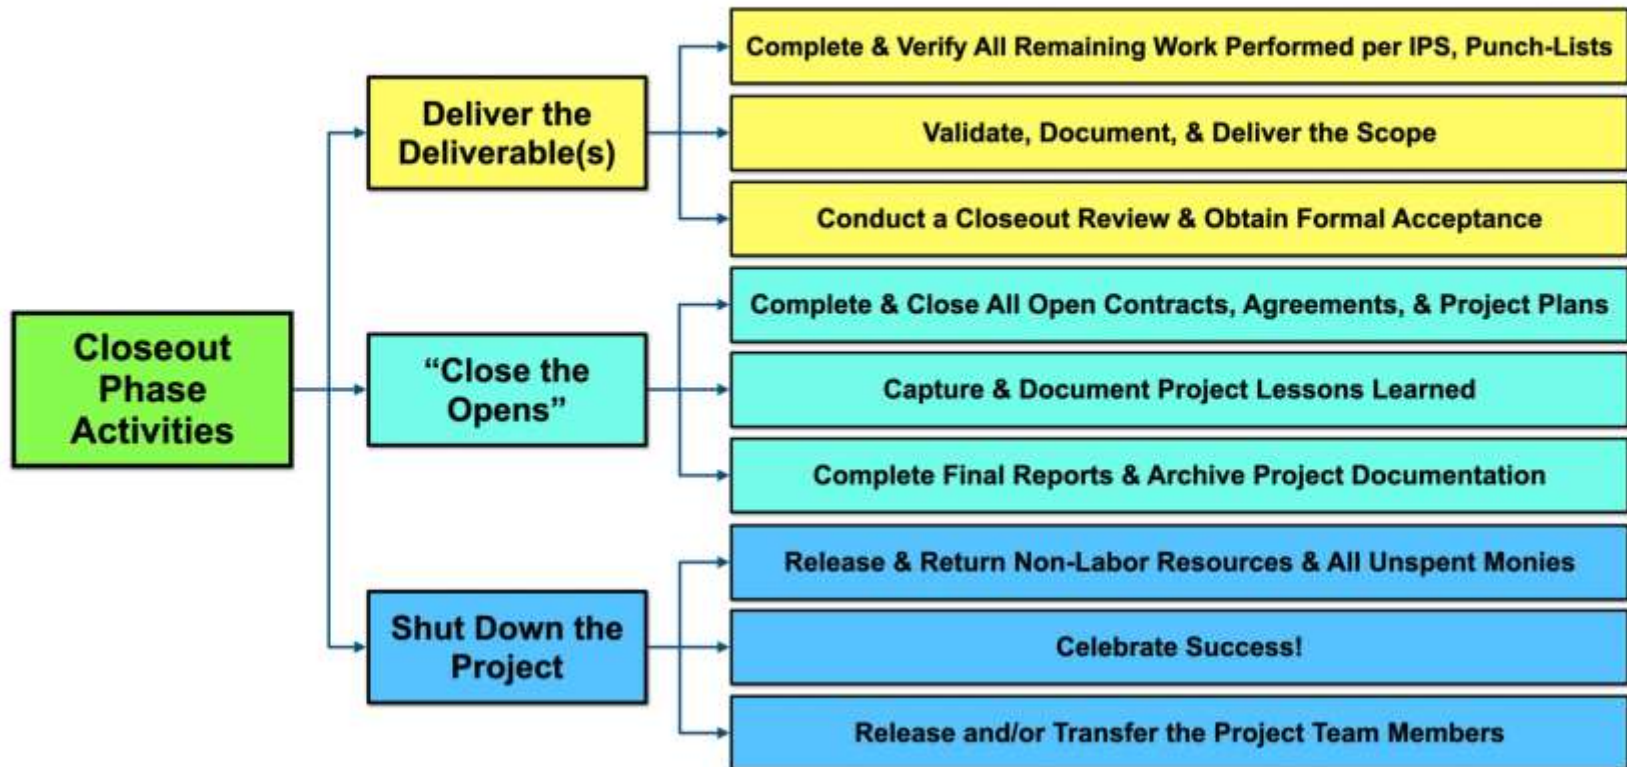 Closeout
Phase
Activities
Deliver the
Deliverable(s)
Complete & Verify All Remaining Work Performed per IPS, Punch-Lists
Validate, Document, & Deliver the Scope
Conduct a Closeout Review & Obtain Formal Acceptance
“Close the
Opens”
Complete & Close All Open Contracts, Agreements, & Project Plans
Capture & Document Project Lessons Learned
Complete Final Reports & Archive Project Documentation
Shut Down the
Project
Release & Return Non-Labor Resources & All Unspent Monies
Celebrate Success!
Release and/or Transfer the Project Team Members